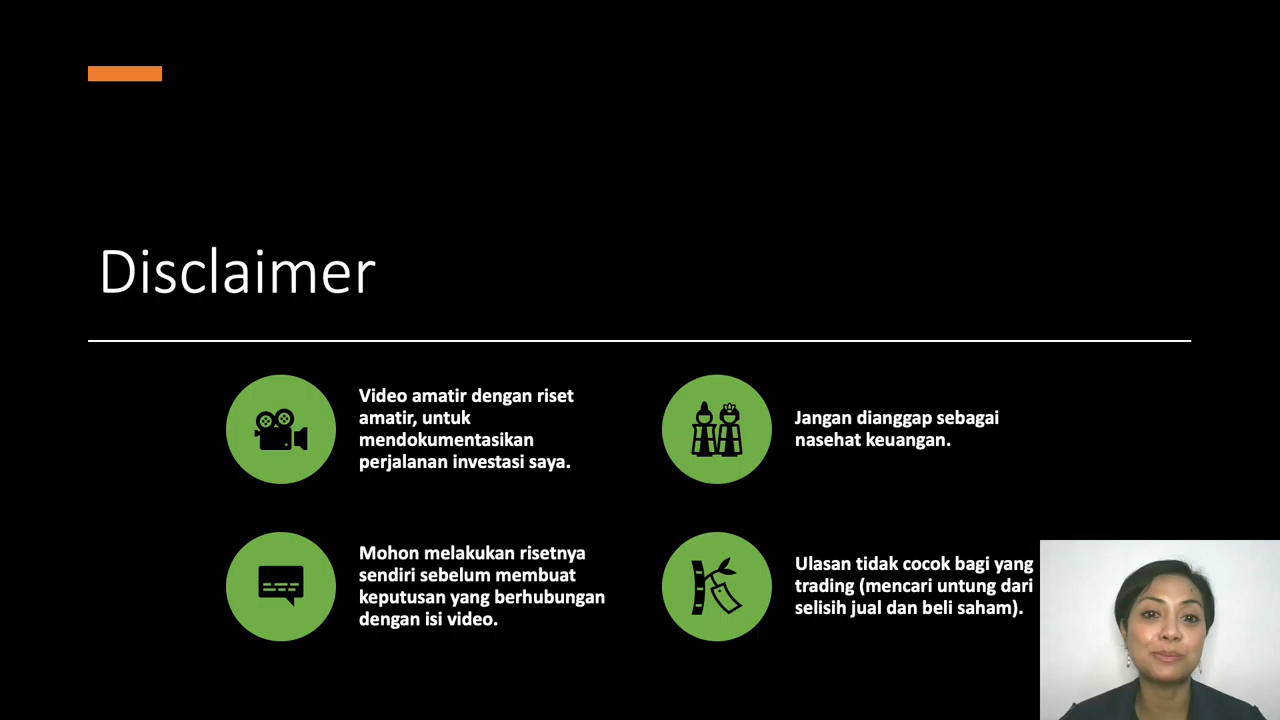 Disclaimer
Video amatir dengan riset
amatir, untuk
mendokumentasikan
perjalanan investasi saya.
Jangan dianggap sebagai
nasehat keuangan.
Mohon melakukan risetnya
sendiri sebelum membuat
keputusan yang berhubungan
dengan isi video.
Ulasan tidak cocok bagi yang
trading (mencari untung dari
selisih jual dan beli saham).